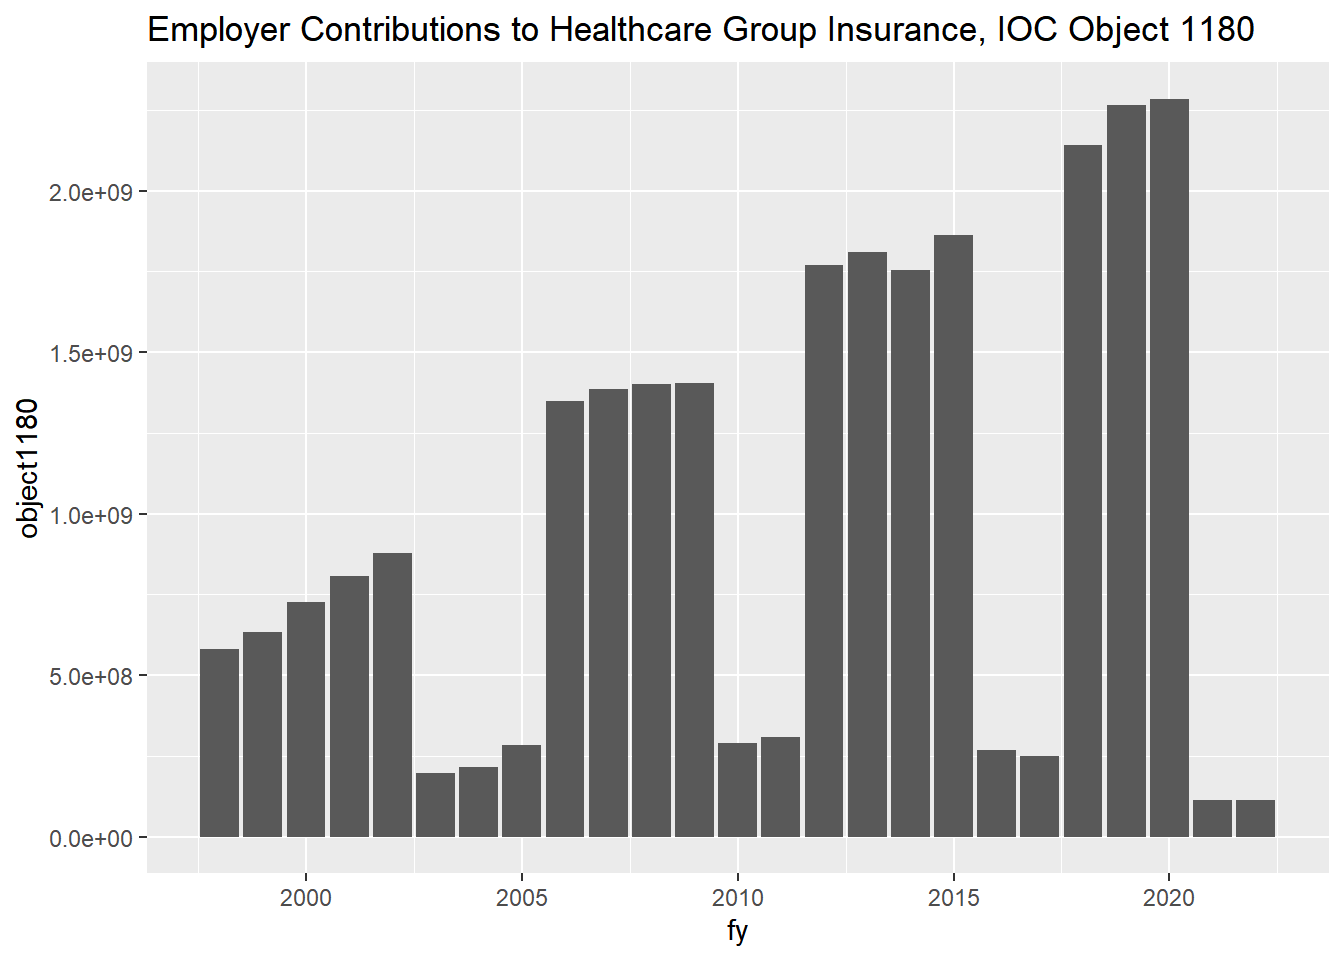 Employer Contributions to Healthcare Group Insurance, IOC Object 1180
2.0e+09
1.5e+09
1.0e+09
5.0e+08
0.0e+00
object1180
2000 2005 2010 2015 2020
fy